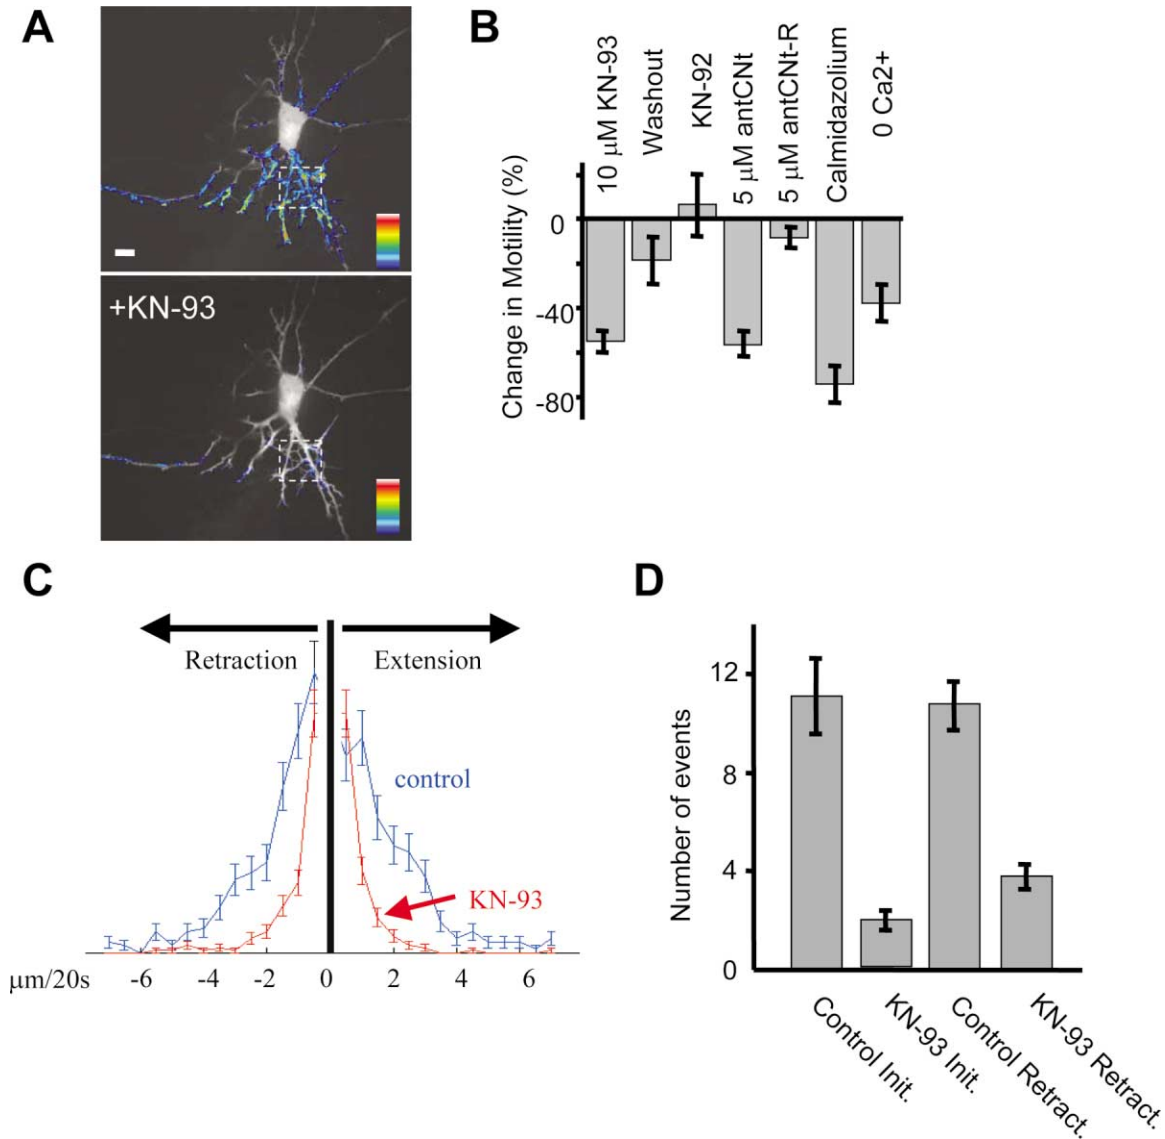 A
+KN-93
B
10 μM KN-93
Washout
KN-92
5 μM antCNt
5 μM antCNt-R
Calmidazolium
0 Ca2+
Change in Motility (%)
0
-40
-80
C
Retraction
Extension
control
KN-93
μm/20s
-6
-4
-2
0
2
4
6
D
Number of events
12
8
4
0
Control Init.
KN-93 Init.
Control Retract.
KN-93 Retract.